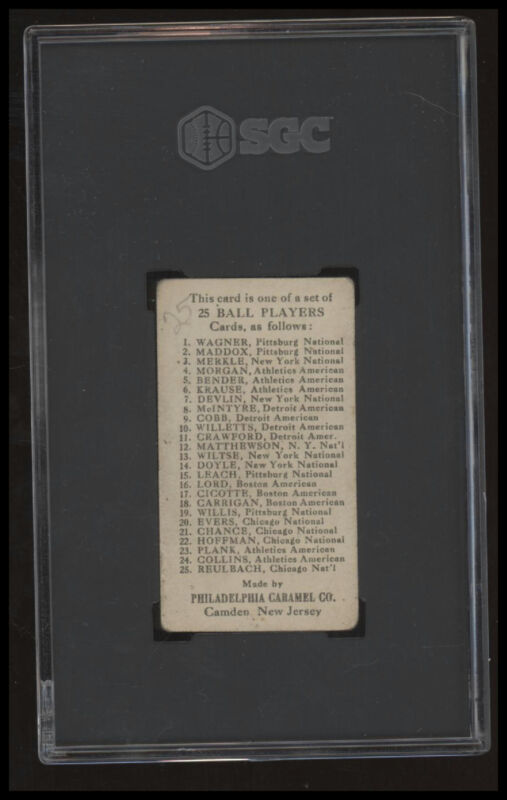 SGC
25
This card is one of a set of
25 BALL PLAYERS
Cards, as follows:
1. WAGNER, Pittsburg National
2. MADDOX, Pittsburg National
3. MERKLE, New York National
4. MORGAN, Athletics American
5. BENDER, Athletics American
6. KRAUSE, Athletics American
7. DEVLIN, New York National
8. McINTYRE, Detroit American
9. COBB, Detroit American
10. WILLETTS, Detroit American
11. CRAWFORD, Detroit Amer.
12. MATTHEWSON, N. Y. Nat'l
13. WILTSE, New York National
14. DOYLE, New York National
15. LEACH, Pittsburg National
16. LORD, Boston American
17. CICOTTE, Boston American
18. CARRIGAN, Boston American
19. WILLIS, Pittsburg National
20. EVERS, Chicago National
21. CHANCE, Chicago National
22. HOFFMAN, Chicago National
23. PLANK, Athletics American
24. COLLINS, Athletics American
25. REULBACH, Chicago Nat'l
Made by
PHILADELPHIA CARAMEL CO.
Camden New Jersey